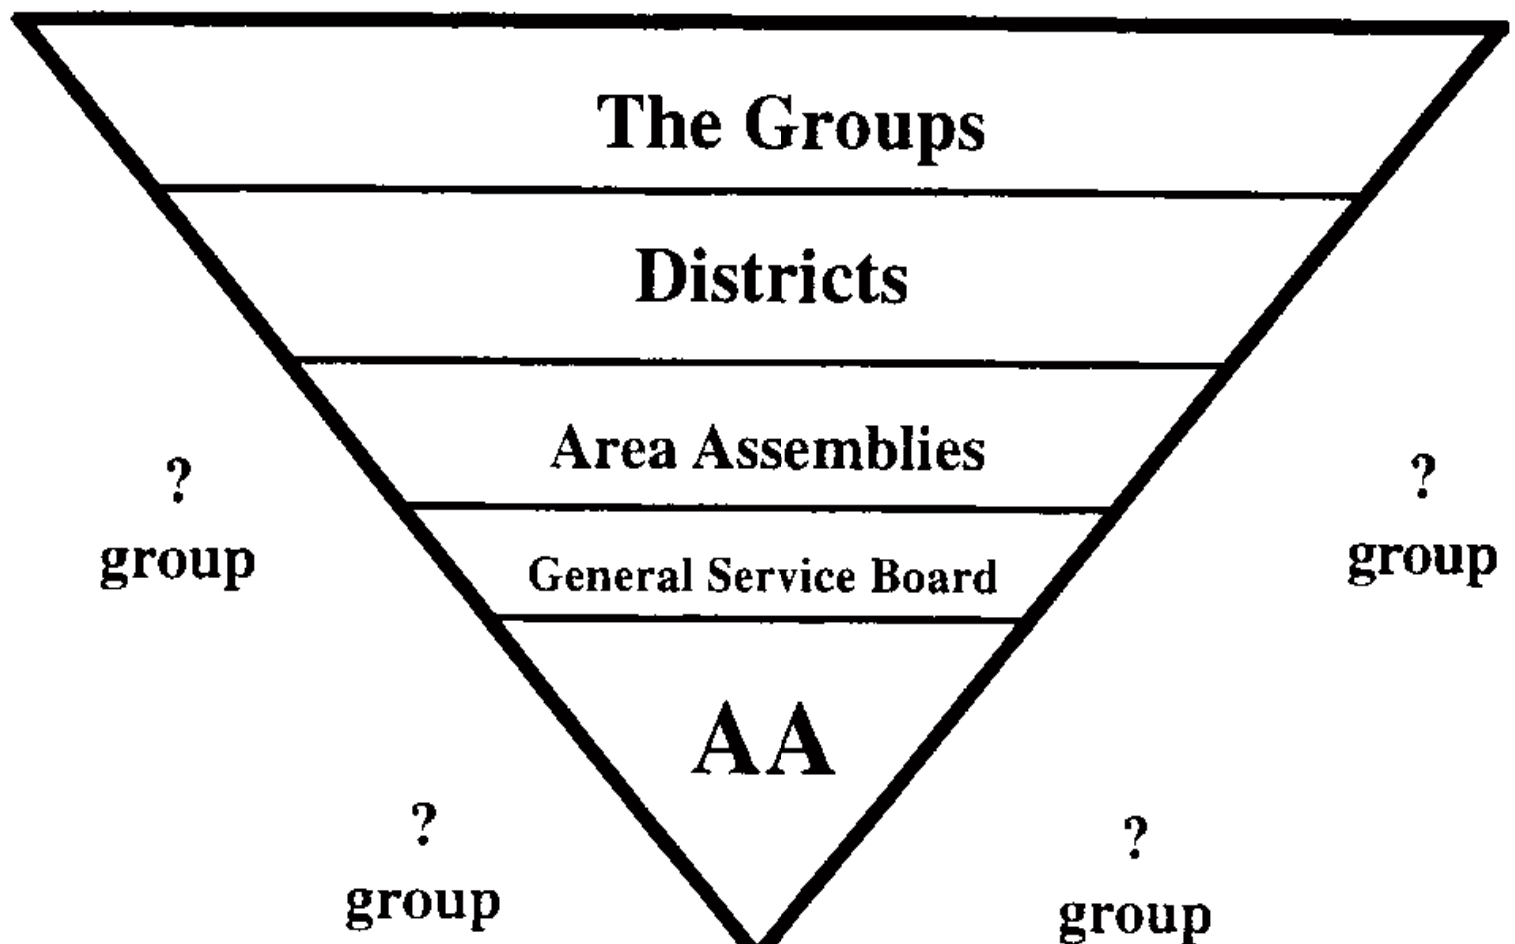 The Groups
Districts
Area Assemblies
?
group
?
group
General Service Board
AA
?
group
?
group